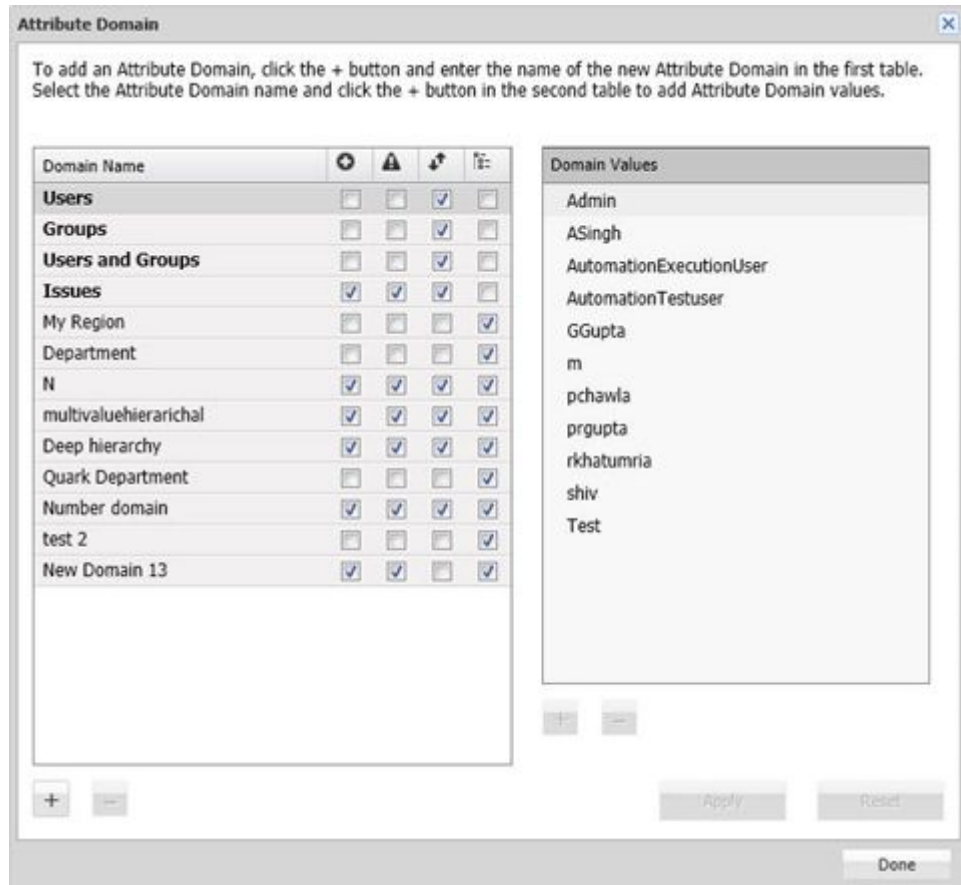 Attribute Domain
To add an Attribute Domain, click the + button and enter the name of the new Attribute Domain in the first table.
Select the Attribute Domain name and click the + button in the second table to add Attribute Domain values.
Domain Name
Users
Groups
Users and Groups
Issues
My Region
Department
N
multivaluehierarichal
Deep hierarchy
Quark Department
Number domain
test 2
New Domain 13
Domain Values
Admin
ASingh
AutomationExecutionUser
AutomationTestuser
GGupta
m
pchawla
prgupta
rkhatumria
shiv
Test
Apply
Reset
Done